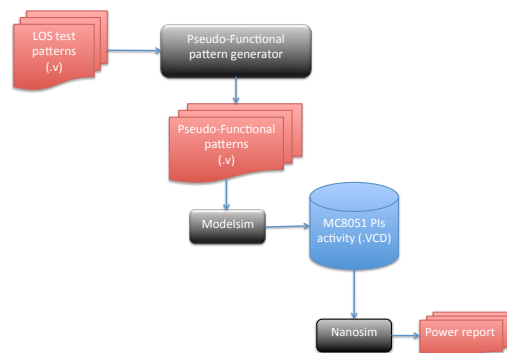 LOS test
patterns
(.v)
Pseudo-Functional
pattern generator
Pseudo-Functional
patterns
(.v)
Modelsim
MC8051 PIs
activity (.VCD)
Nanosim
Power report